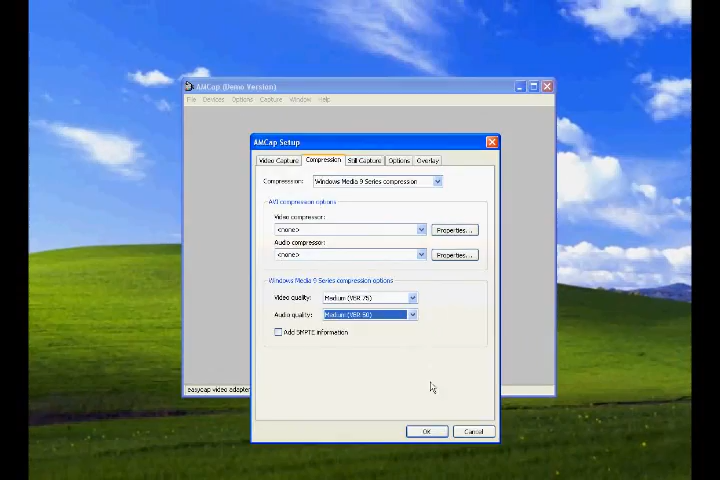 AMCap (Demo Version)
File Devices Options Capture Window Help
AMCap Setup
Video Capture Compression Still Capture Options Overlay
Compression: Windows Media 9 Series compression
AVI compression options
Video compressor:
<none> Properties...
Audio compressor:
<none> Properties...
Windows Media 9 Series compression options
Video quality: Medium (VBR 75)
Audio quality: Medium (VBR 50)
Add SMPTE information
easycap video adapter
OK Cancel